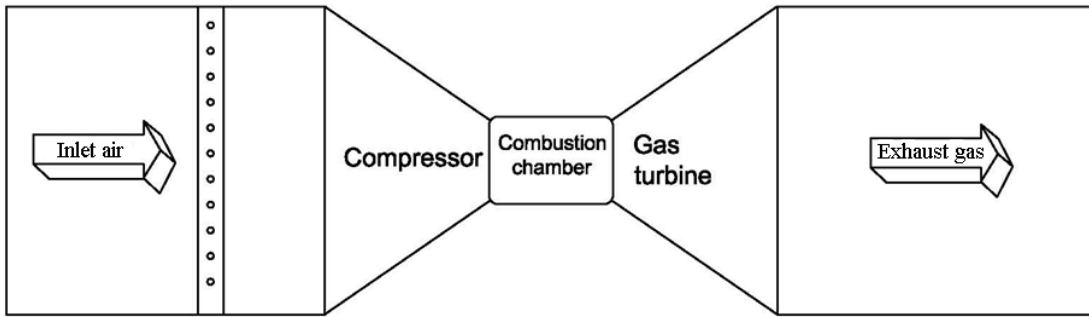 Inlet air
Compressor
Combustion
chamber
Gas
turbine
Exhaust gas